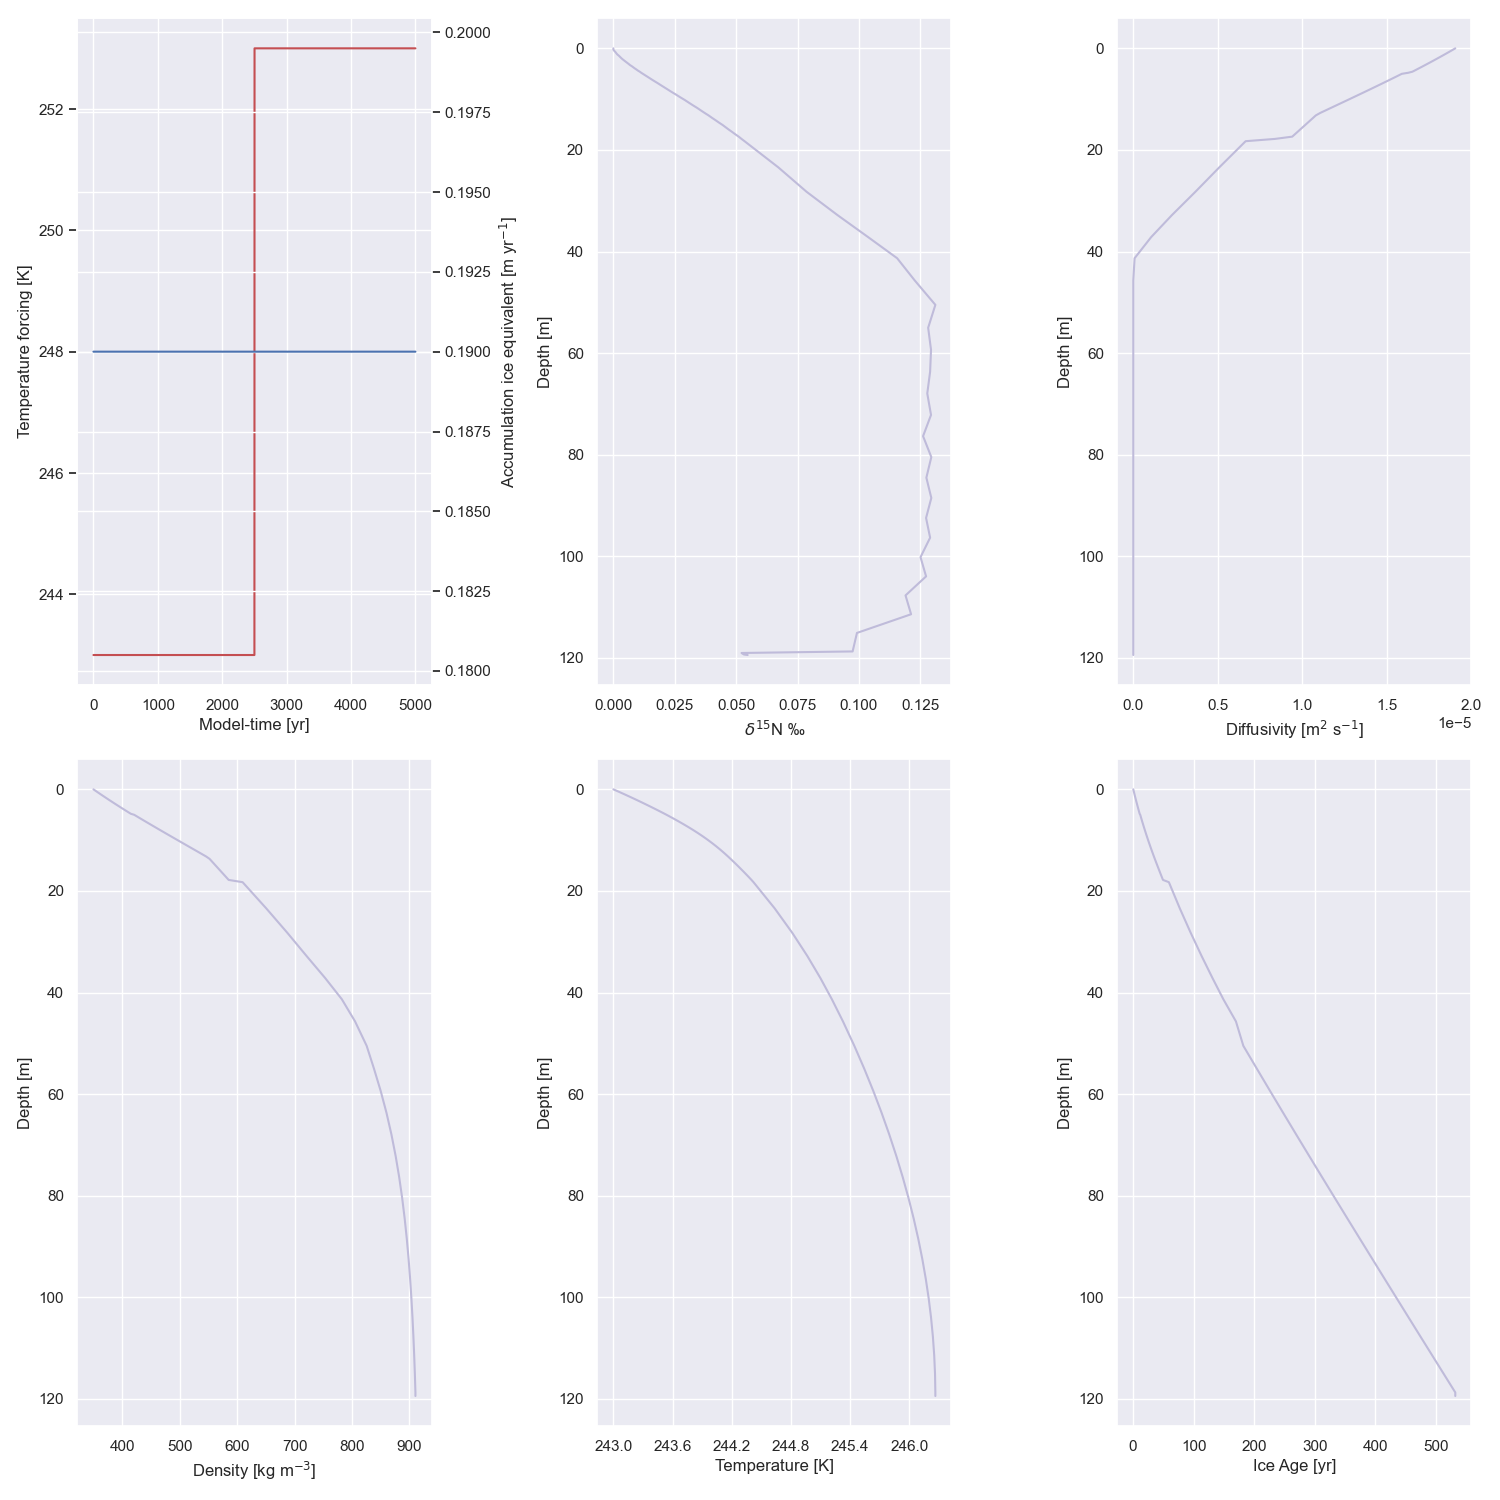 Temperature forcing [K]
252
250
248
246
244
0.2000
0.1975
0.1950
0.1925
0.1900
0.1875
0.1850
0.1825
0.1800
Accumulation ice equivalent [m yr⁻¹]
0 1000 2000 3000 4000 5000
Model-time [yr]
Depth [m]
0
20
40
60
80
100
120
0.000 0.025 0.050 0.075 0.100 0.125
δ¹⁵N ‰
Depth [m]
0
20
40
60
80
100
120
0.0 0.5 1.0 1.5 2.0
1e−5
Diffusivity [m² s⁻¹]
Depth [m]
0
20
40
60
80
100
120
400 500 600 700 800 900
Density [kg m⁻³]
Depth [m]
0
20
40
60
80
100
120
243.0 243.6 244.2 244.8 245.4 246.0
Temperature [K]
Depth [m]
0
20
40
60
80
100
120
0 100 200 300 400 500
Ice Age [yr]